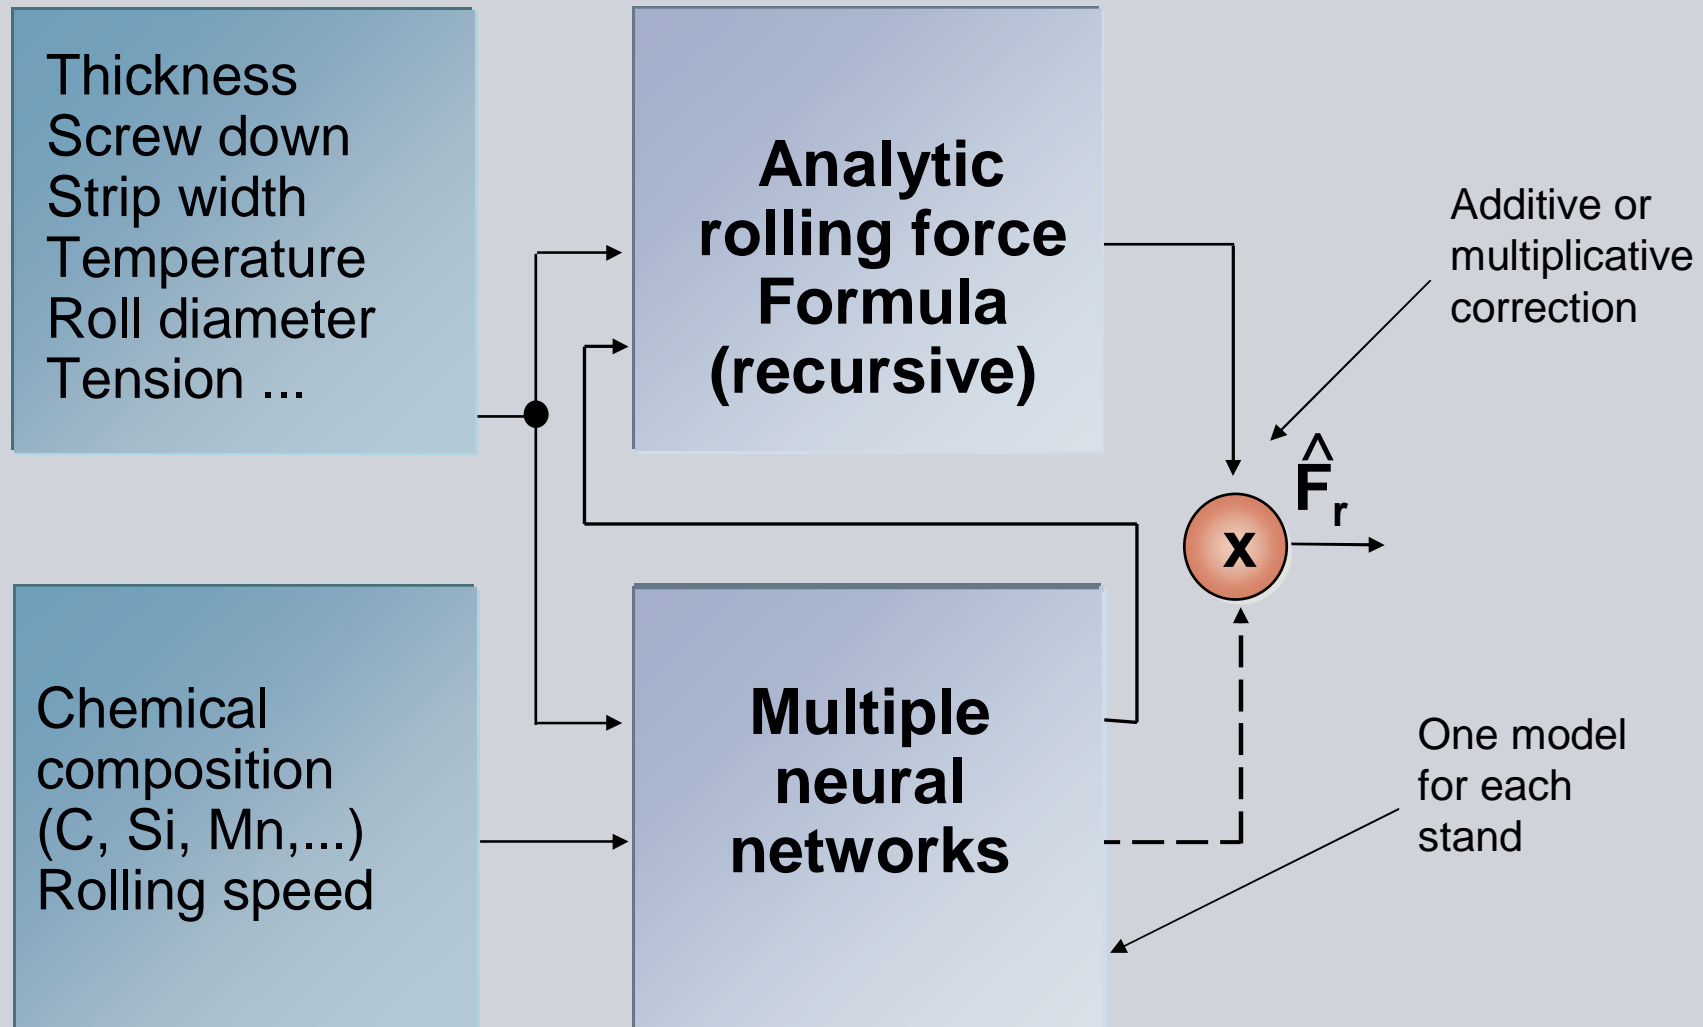 Thickness
Screw down
Strip width
Temperature
Roll diameter
Tension ...
Analytic
rolling force
Formula
(recursive)
Additive or
multiplicative
correction
F̂r
x
Chemical
composition
(C, Si, Mn,...)
Rolling speed
Multiple
neural
networks
One model
for each
stand